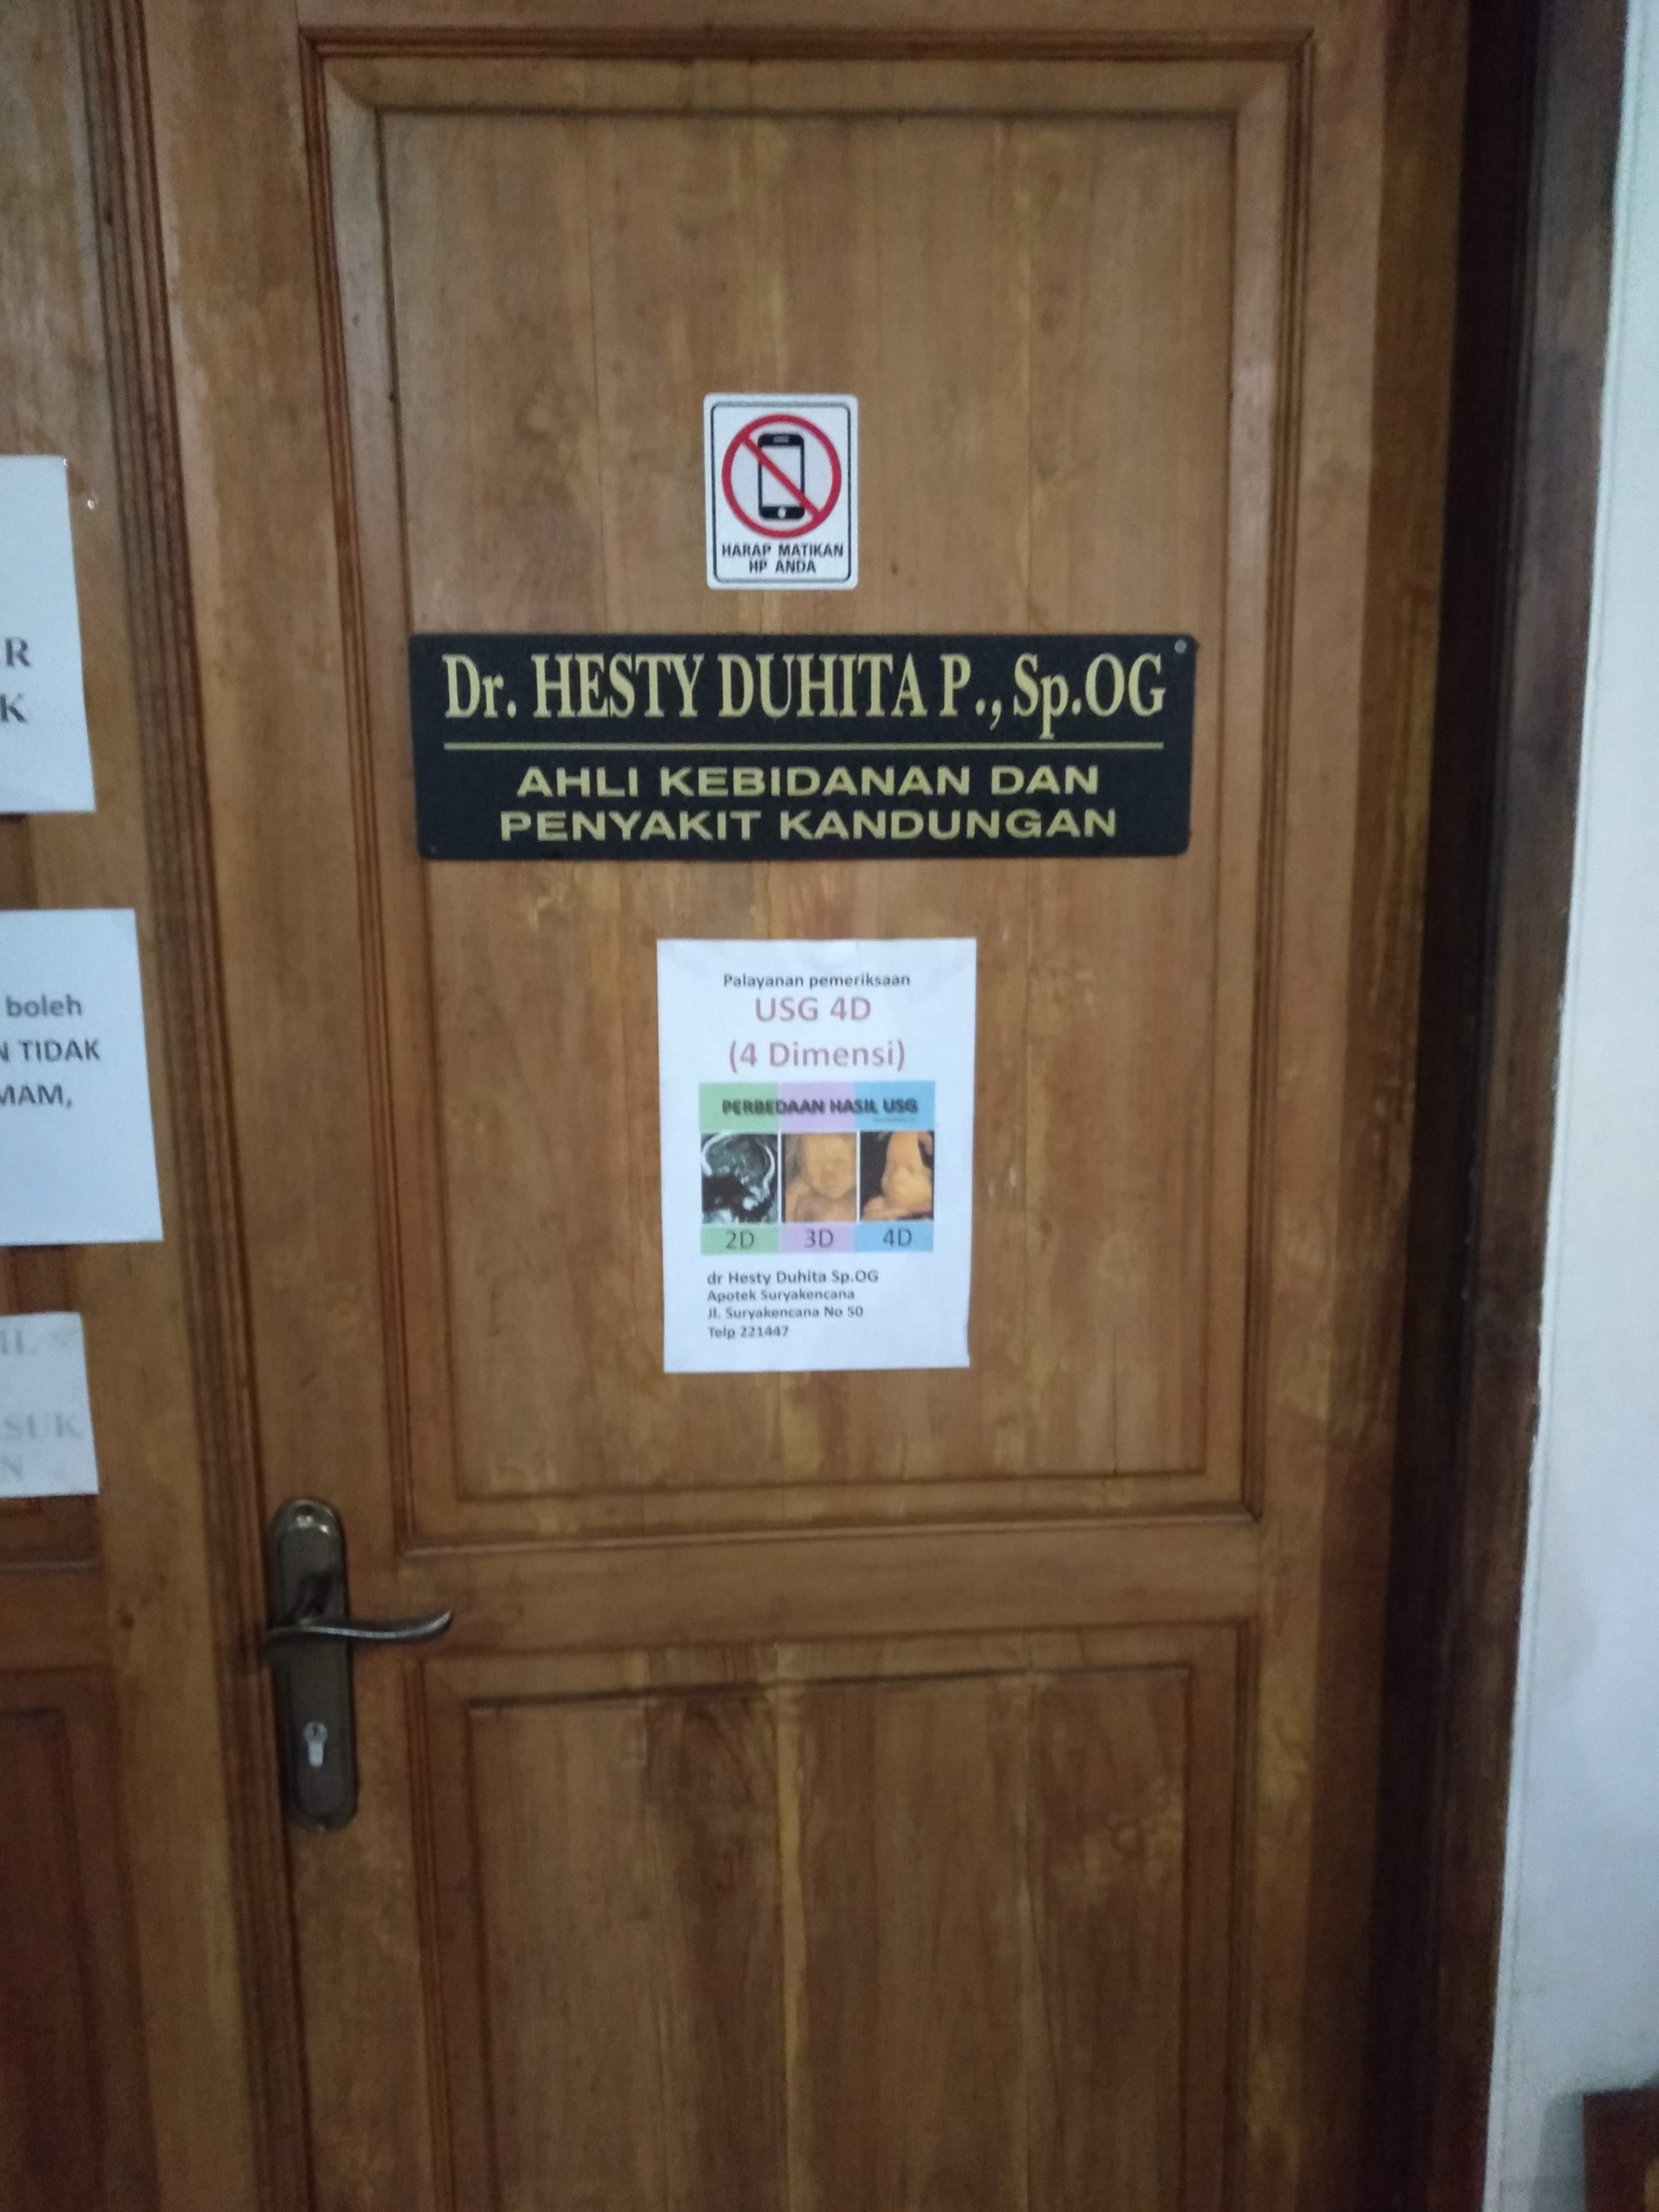 HARAP MATIKAN
HP ANDA
Dr. HESTY DUHITA P., Sp.OG
AHLI KEBIDANAN DAN
PENYAKIT KANDUNGAN
Palayanan pemeriksaan
USG 4D
(4 Dimensi)
PERBEDAAN HASIL USG
2D 3D 4D
dr Hesty Duhita Sp.OG
Apotek Suryakencana
Jl. Suryakencana No 50
Telp 221447
R
K
boleh
N TIDAK
MAM,
IL
SUK
N